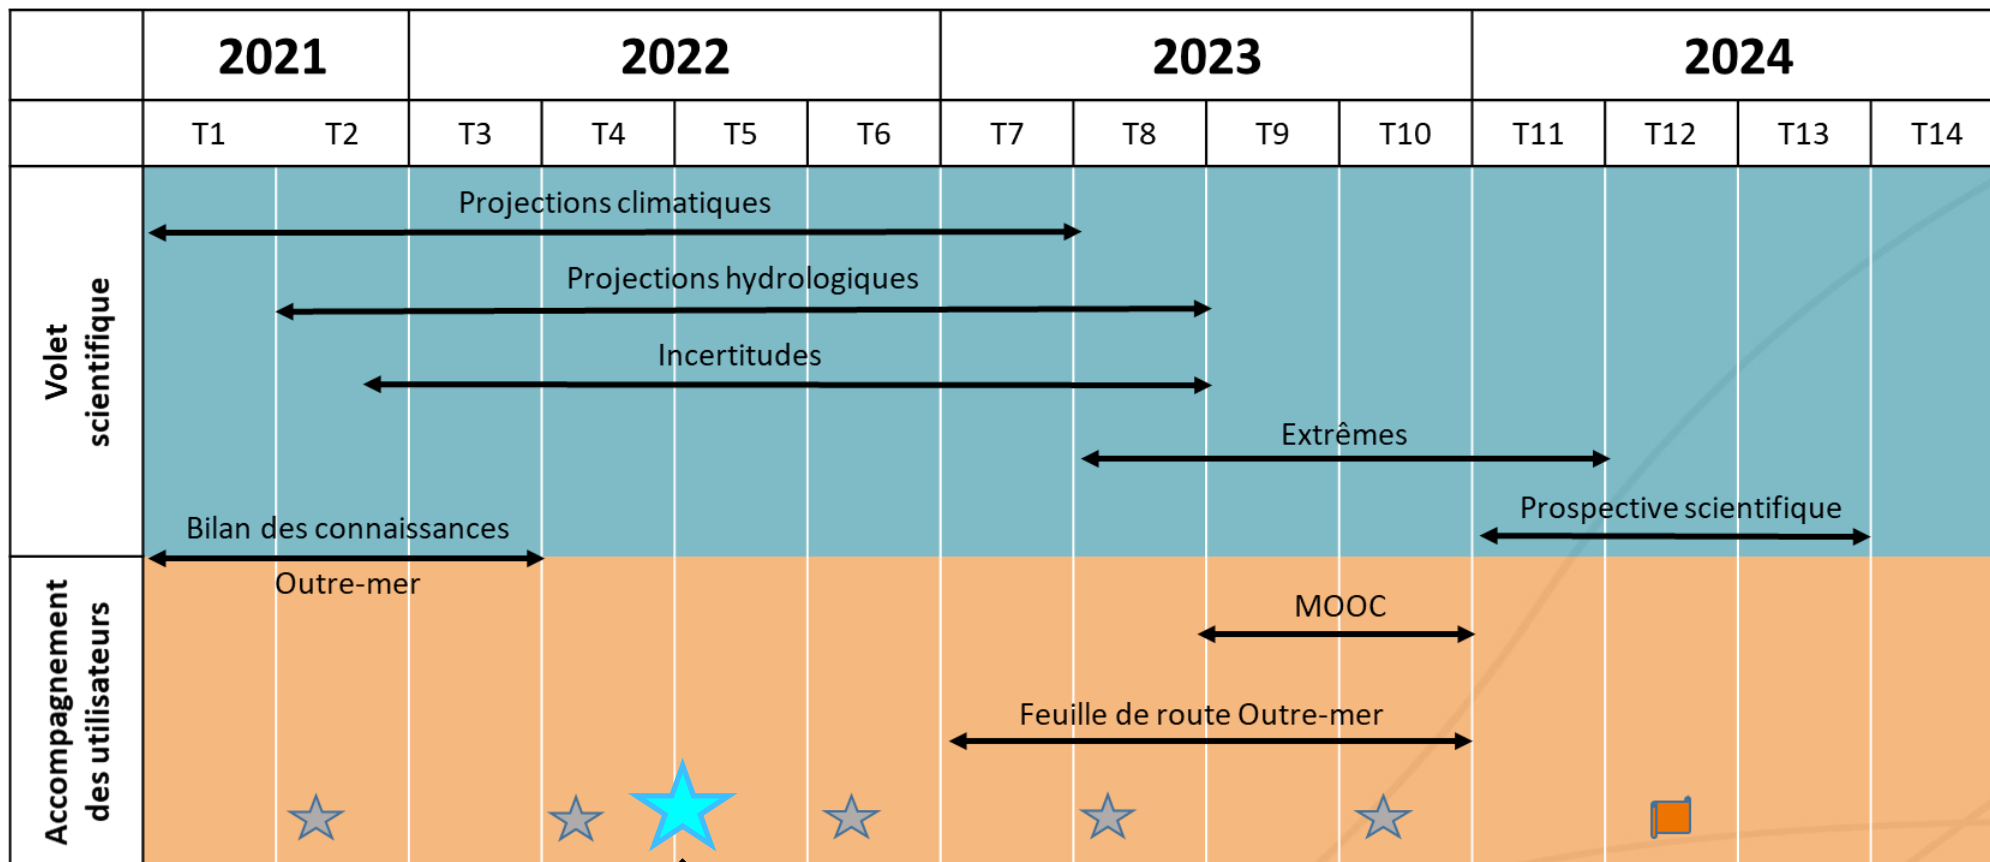 2021 2022 2023 2024
T1 T2 T3 T4 T5 T6 T7 T8 T9 T10 T11 T12 T13 T14
Volet
scientifique
Projections climatiques
Projections hydrologiques
Incertitudes
Extrêmes
Prospective scientifique
Bilan des connaissances
Outre-mer
Accompagnement
des utilisateurs
MOOC
Feuille de route Outre-mer